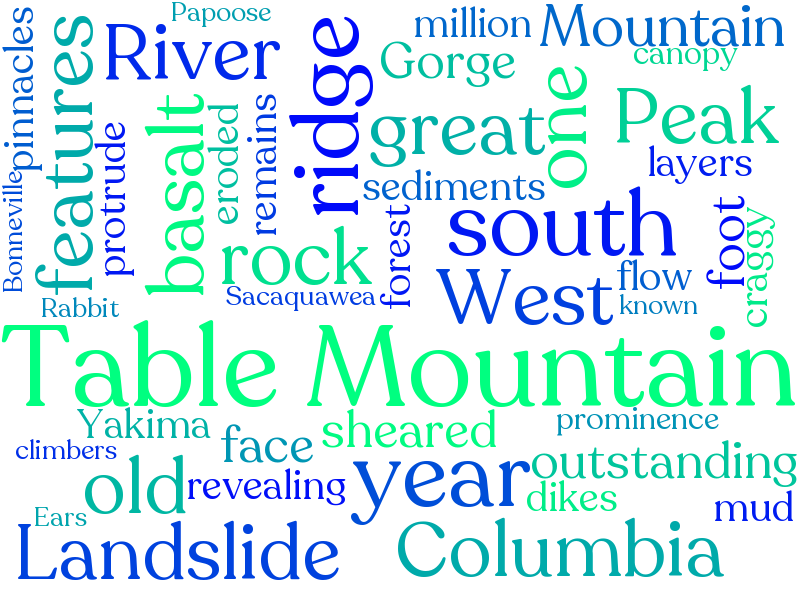 Papoose
million
Mountain
River
Gorge
canopy
pinnacles
features
ridge
one
Peak
great
basalt
eroded
remains
protrude
layers
sediments
Bonneville
south
foot
craggy
forest
rock
West
flow
Sacaquawea
known
Rabbit
Table Mountain
Yakima
sheared
prominence
climbers
face
outstanding
old
revealing
year
dikes
mud
Ears
Landslide
Columbia